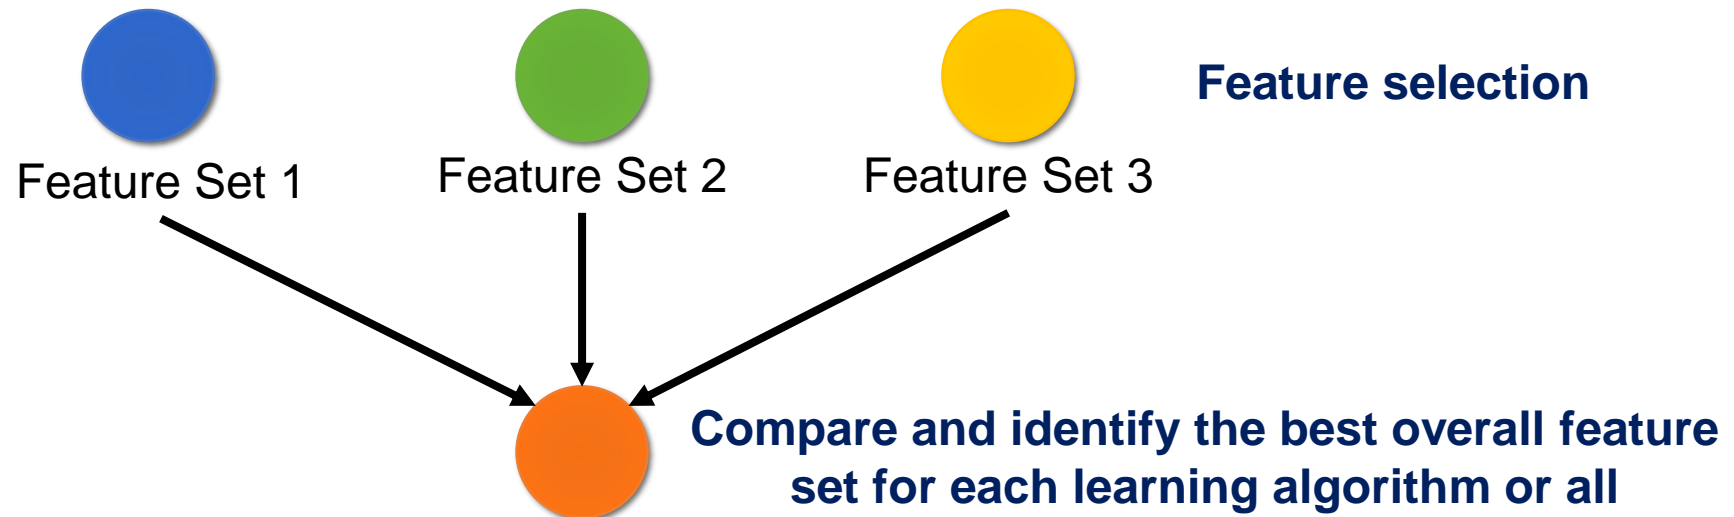 Feature selection
Feature Set 1
Feature Set 2
Feature Set 3
Compare and identify the best overall feature
set for each learning algorithm or all